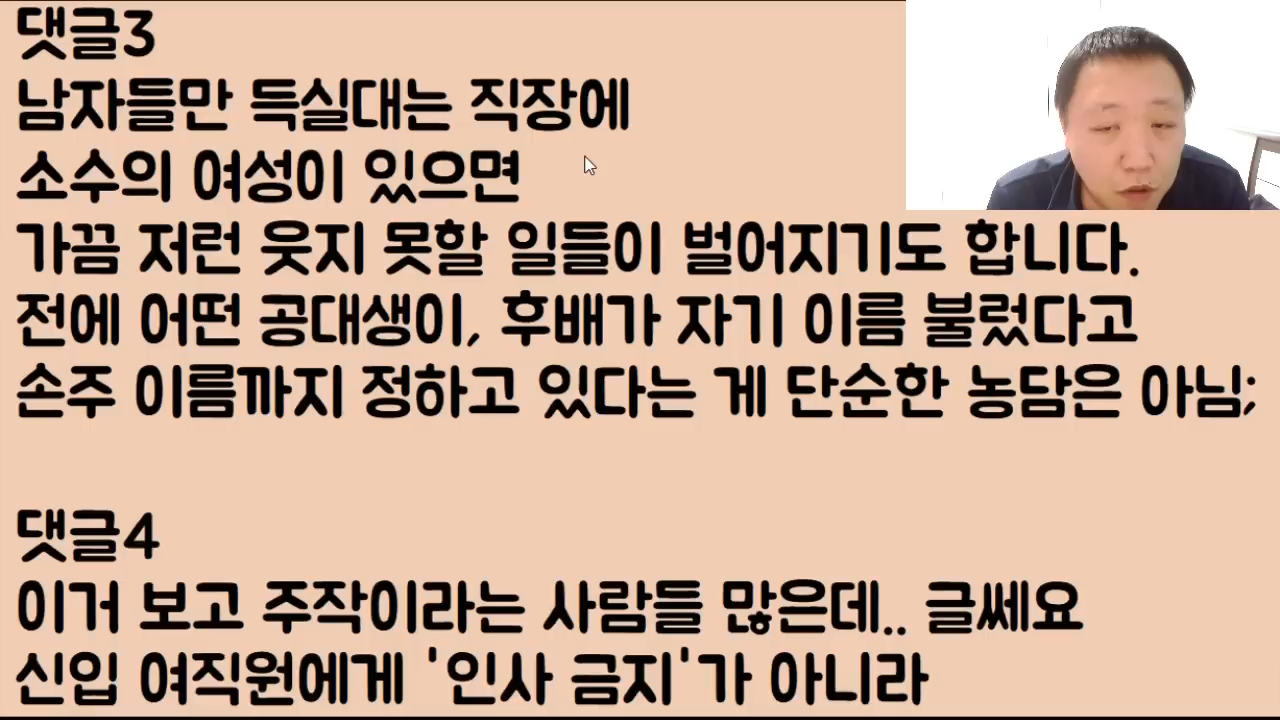 댓글3
남자들만 득실대는 직장에
소수의 여성이 있으면
가끔 저런 웃지 못할 일들이 벌어지기도 합니다.
전에 어떤 공대생이, 후배가 자기 이름 불렀다고
손주 이름까지 정하고 있다는 게 단순한 농담은 아님;
댓글4
이거 보고 주작이라는 사람들 많은데.. 글쎄요
신입 여직원에게 '인사 금지'가 아니라